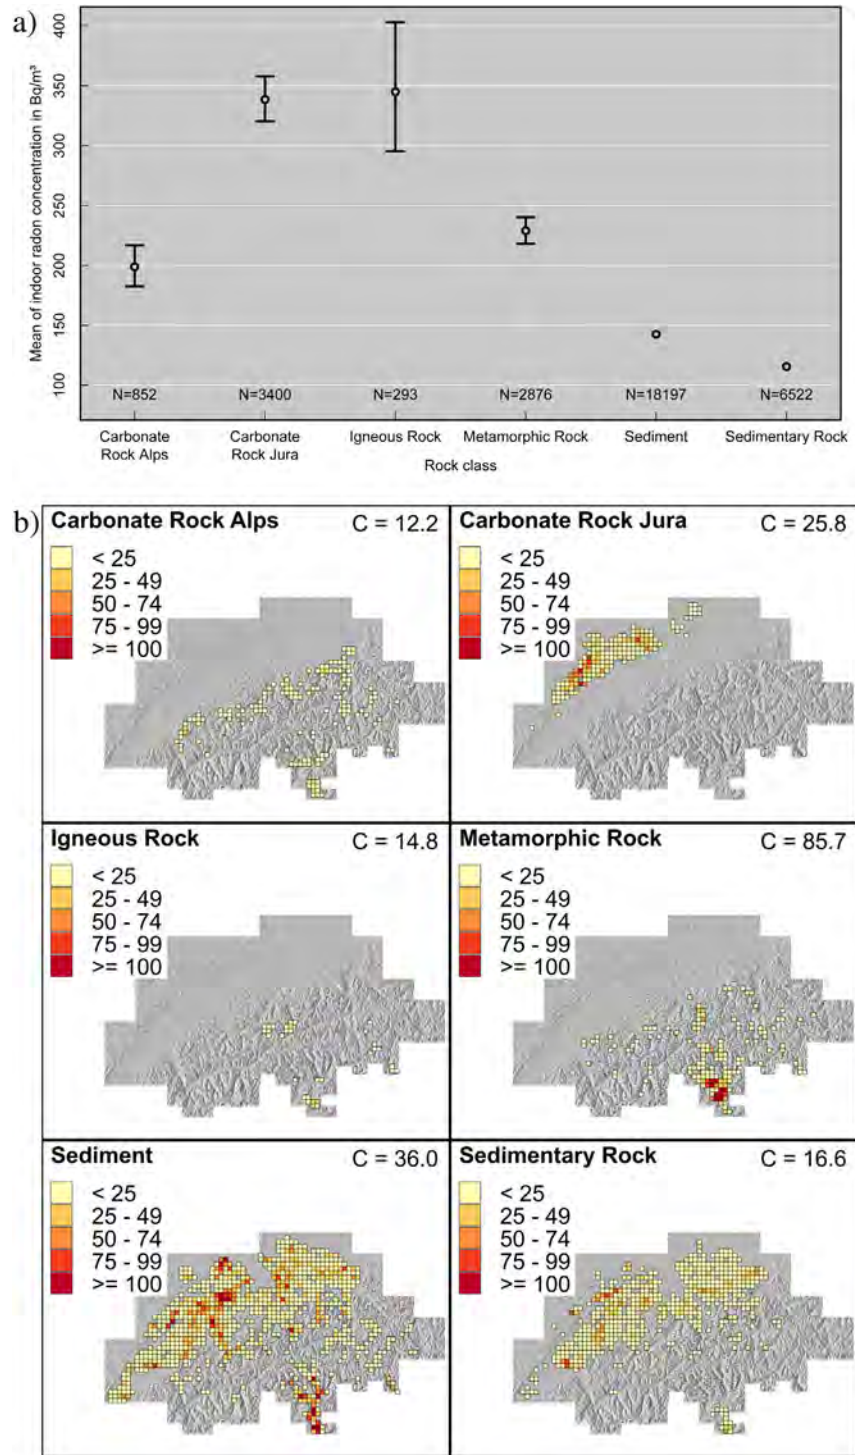 a)
Mean of indoor radon concentration in Bq/m³
400
350
300
250
200
150
100
N=852 N=3400 N=293 N=2876 N=18197 N=6522
Carbonate Rock Alps Carbonate Rock Jura Igneous Rock Metamorphic Rock Sediment Sedimentary Rock
Rock class
b)
Carbonate Rock Alps C = 12.2
< 25
25 - 49
50 - 74
75 - 99
>= 100
Carbonate Rock Jura C = 25.8
< 25
25 - 49
50 - 74
75 - 99
>= 100
Igneous Rock C = 14.8
< 25
25 - 49
50 - 74
75 - 99
>= 100
Metamorphic Rock C = 85.7
< 25
25 - 49
50 - 74
75 - 99
>= 100
Sediment C = 36.0
< 25
25 - 49
50 - 74
75 - 99
>= 100
Sedimentary Rock C = 16.6
< 25
25 - 49
50 - 74
75 - 99
>= 100